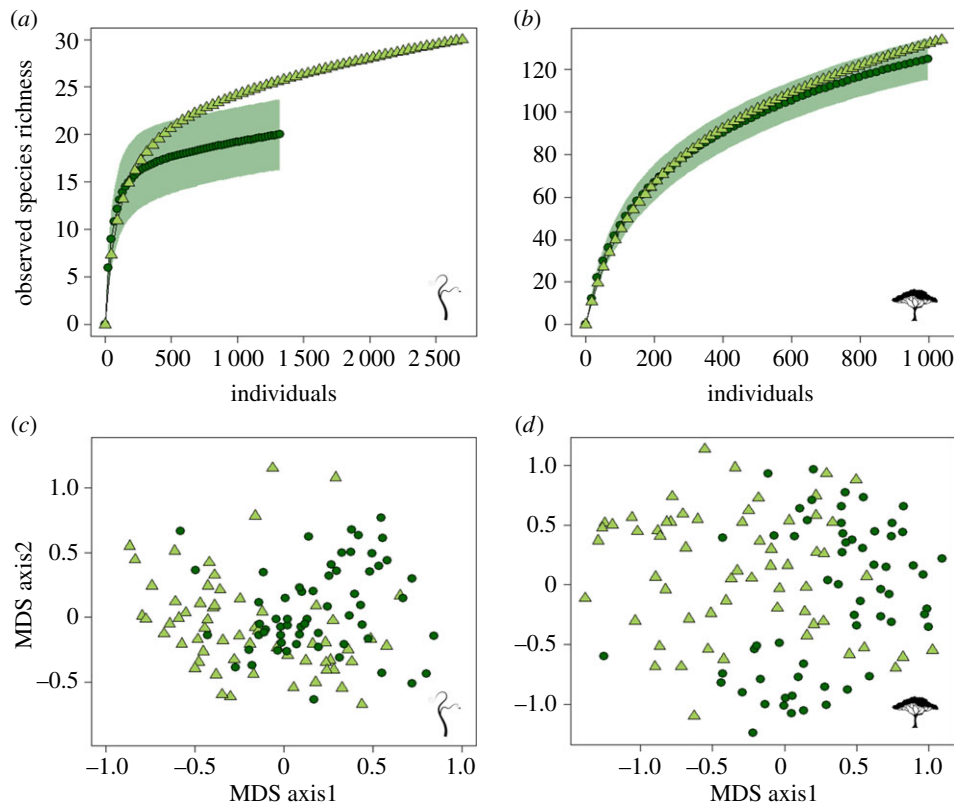 (a)
(b)
30
25
20
15
10
5
0
observed species richness
120
100
80
60
40
20
0
0 500 1 000 1 500 2 000 2 500
0 200 400 600 800 1 000
individuals
individuals
(c)
(d)
1.0
0.5
0
−0.5
MDS axis2
1.0
0.5
0
−0.5
−1.0
−1.0 −0.5 0 0.5 1.0
−1.0 −0.5 0 0.5 1.0
MDS axis1
MDS axis1